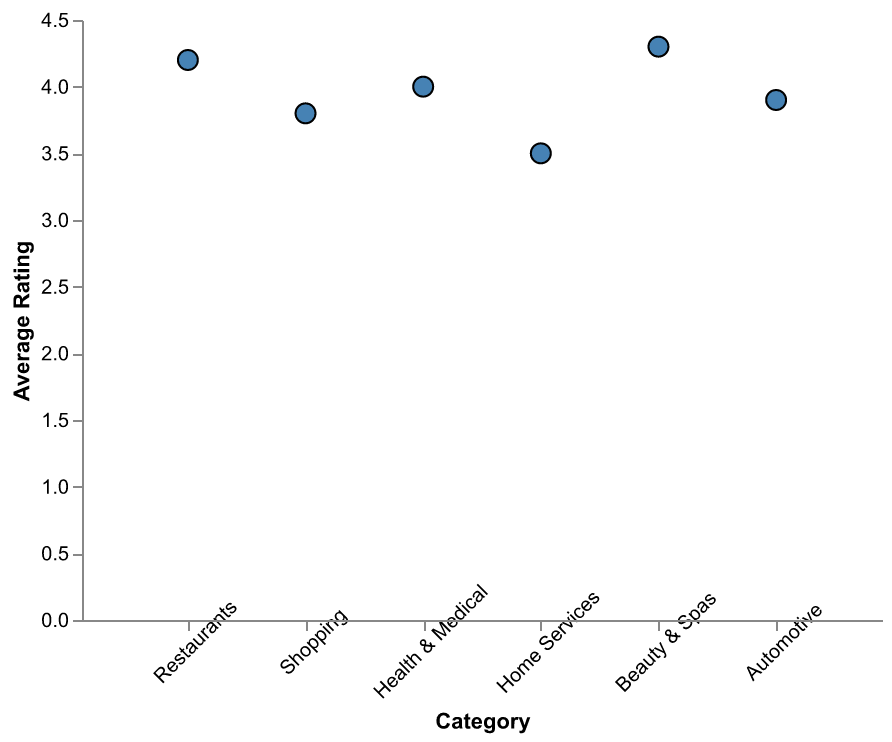 4.5
4.0
3.5
3.0
2.5
2.0
1.5
1.0
0.5
0.0
Average Rating
Restaurants
Shopping
Health & Medical
Home Services
Beauty & Spas
Automotive
Category